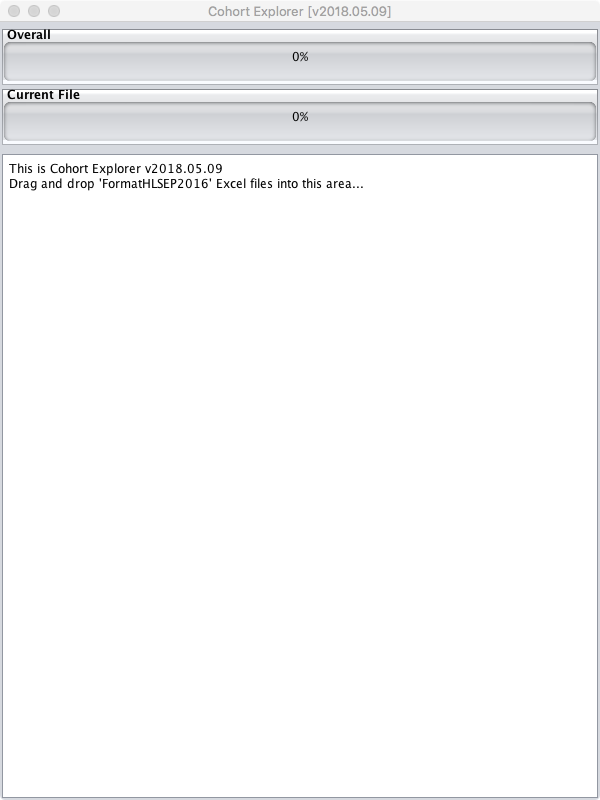 Cohort Explorer [v2018.05.09]
Overall
0%
Current File
0%
This is Cohort Explorer v2018.05.09
Drag and drop 'FormatHLSEP2016' Excel files into this area...